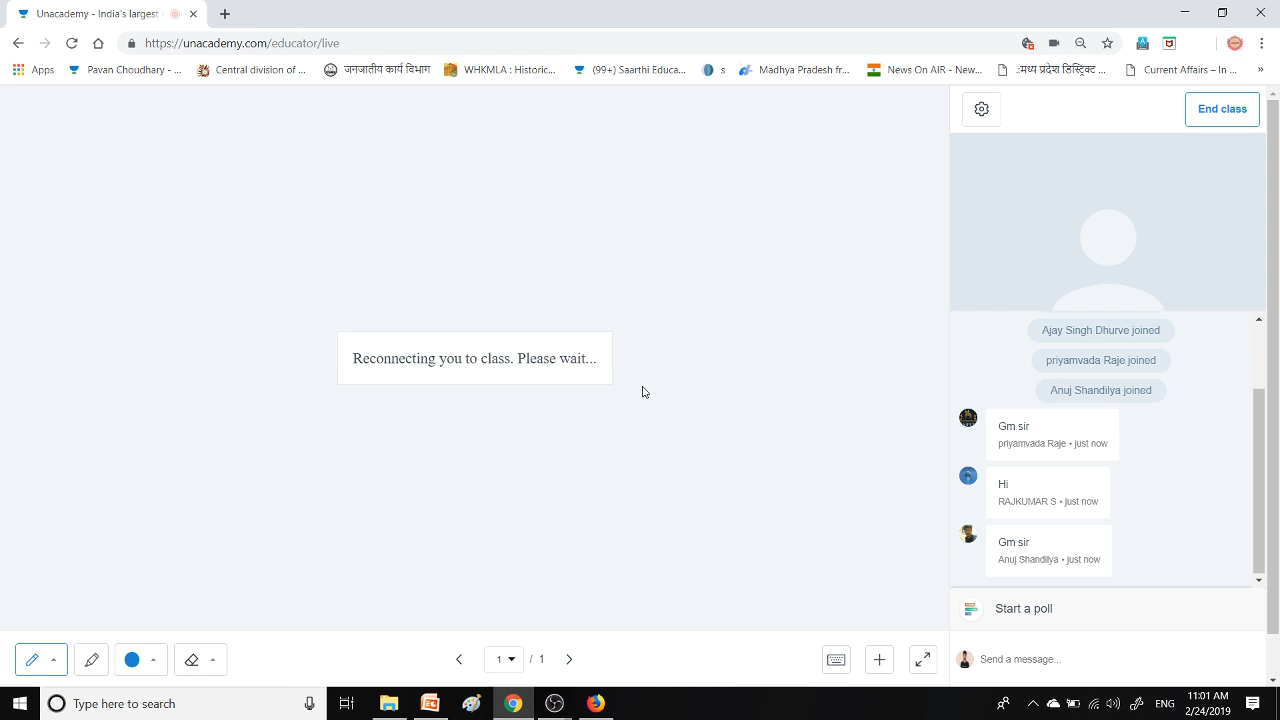 Unacademy - India's largest
https://unacademy.com/educator/live
Apps
Pavan Choudhary - ...
Central division of ...
जनजातीय कार्य विभाग
WHKMLA : Historic...
(99+) Saarthi Educa...
s
Madhya Pradesh fr...
News On AIR - New...
..:मध्य प्रदेश डिस्ट्रिक्ट ...
Current Affairs – In ...
»
End class
Ajay Singh Dhurve joined
priyamvada Raje joined
Anuj Shandilya joined
Reconnecting you to class. Please wait...
Gm sir
priyamvada Raje • just now
Hi
RAJKUMAR S • just now
Gm sir
Anuj Shandilya • just now
Start a poll
1 / 1
Send a message...
Type here to search
ENG
11:01 AM
2/24/2019